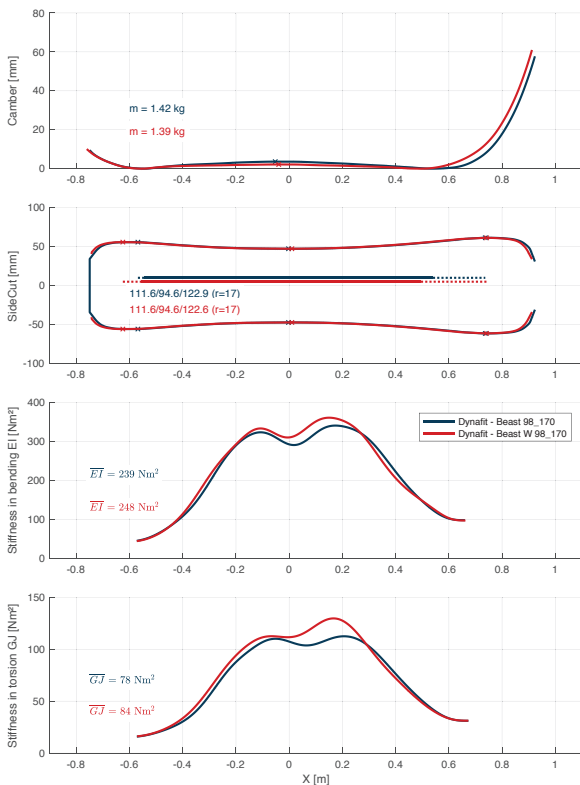 80
60
40
20
0
Camber [mm]
m = 1.42 kg
m = 1.39 kg
-0.8 -0.6 -0.4 -0.2 0 0.2 0.4 0.6 0.8 1
100
50
0
-50
-100
SideCut [mm]
111.6/94.6/122.9 (r=17)
111.6/94.6/122.6 (r=17)
-0.8 -0.6 -0.4 -0.2 0 0.2 0.4 0.6 0.8 1
400
300
200
100
0
Stiffness in bending EI [Nm²]
Dynafit - Beast 98_170
Dynafit - Beast W 98_170
EI = 239 Nm²
EI = 248 Nm²
-0.8 -0.6 -0.4 -0.2 0 0.2 0.4 0.6 0.8 1
150
100
50
0
Stiffness in torsion GJ [Nm²]
GJ = 78 Nm²
GJ = 84 Nm²
-0.8 -0.6 -0.4 -0.2 0 0.2 0.4 0.6 0.8 1
X [m]